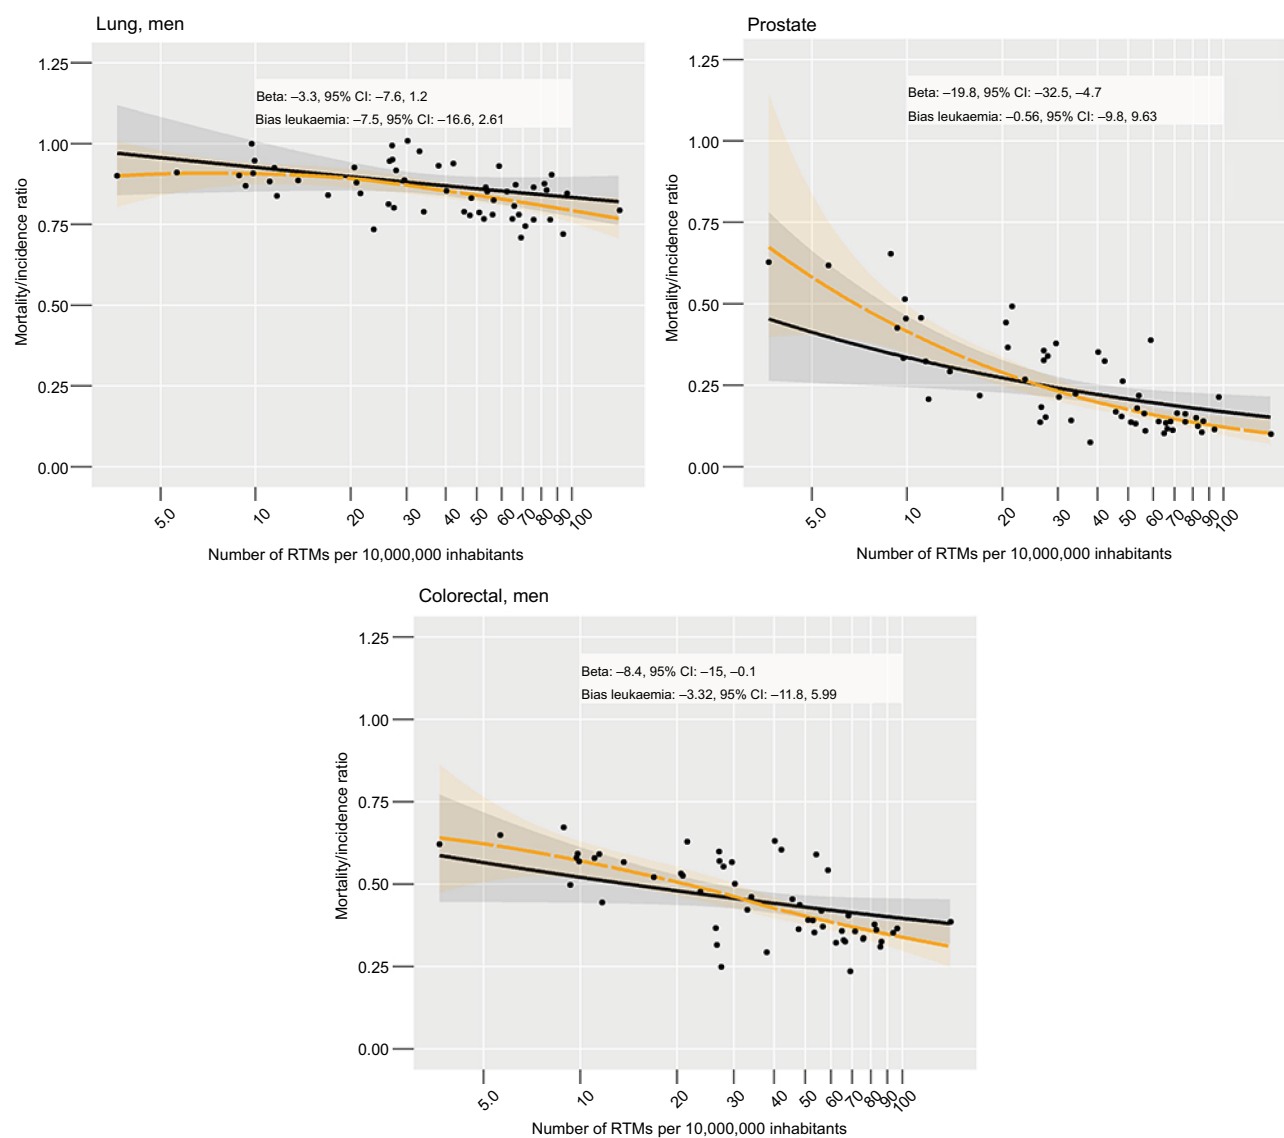 Lung, men
Beta: –3.3, 95% CI: –7.6, 1.2
Bias leukaemia: –7.5, 95% CI: –16.6, 2.61
Mortality/incidence ratio
1.25
1.00
0.75
0.50
0.25
0.00
5.0 10 20 30 40 50 60 70 80 90 100
Number of RTMs per 10,000,000 inhabitants
Prostate
Beta: –19.8, 95% CI: –32.5, –4.7
Bias leukaemia: –0.56, 95% CI: –9.8, 9.63
Mortality/incidence ratio
1.25
1.00
0.75
0.50
0.25
0.00
5.0 10 20 30 40 50 60 70 80 90 100
Number of RTMs per 10,000,000 inhabitants
Colorectal, men
Beta: –8.4, 95% CI: –15, –0.1
Bias leukaemia: –3.32, 95% CI: –11.8, 5.99
Mortality/incidence ratio
1.25
1.00
0.75
0.50
0.25
0.00
5.0 10 20 30 40 50 60 70 80 90 100
Number of RTMs per 10,000,000 inhabitants